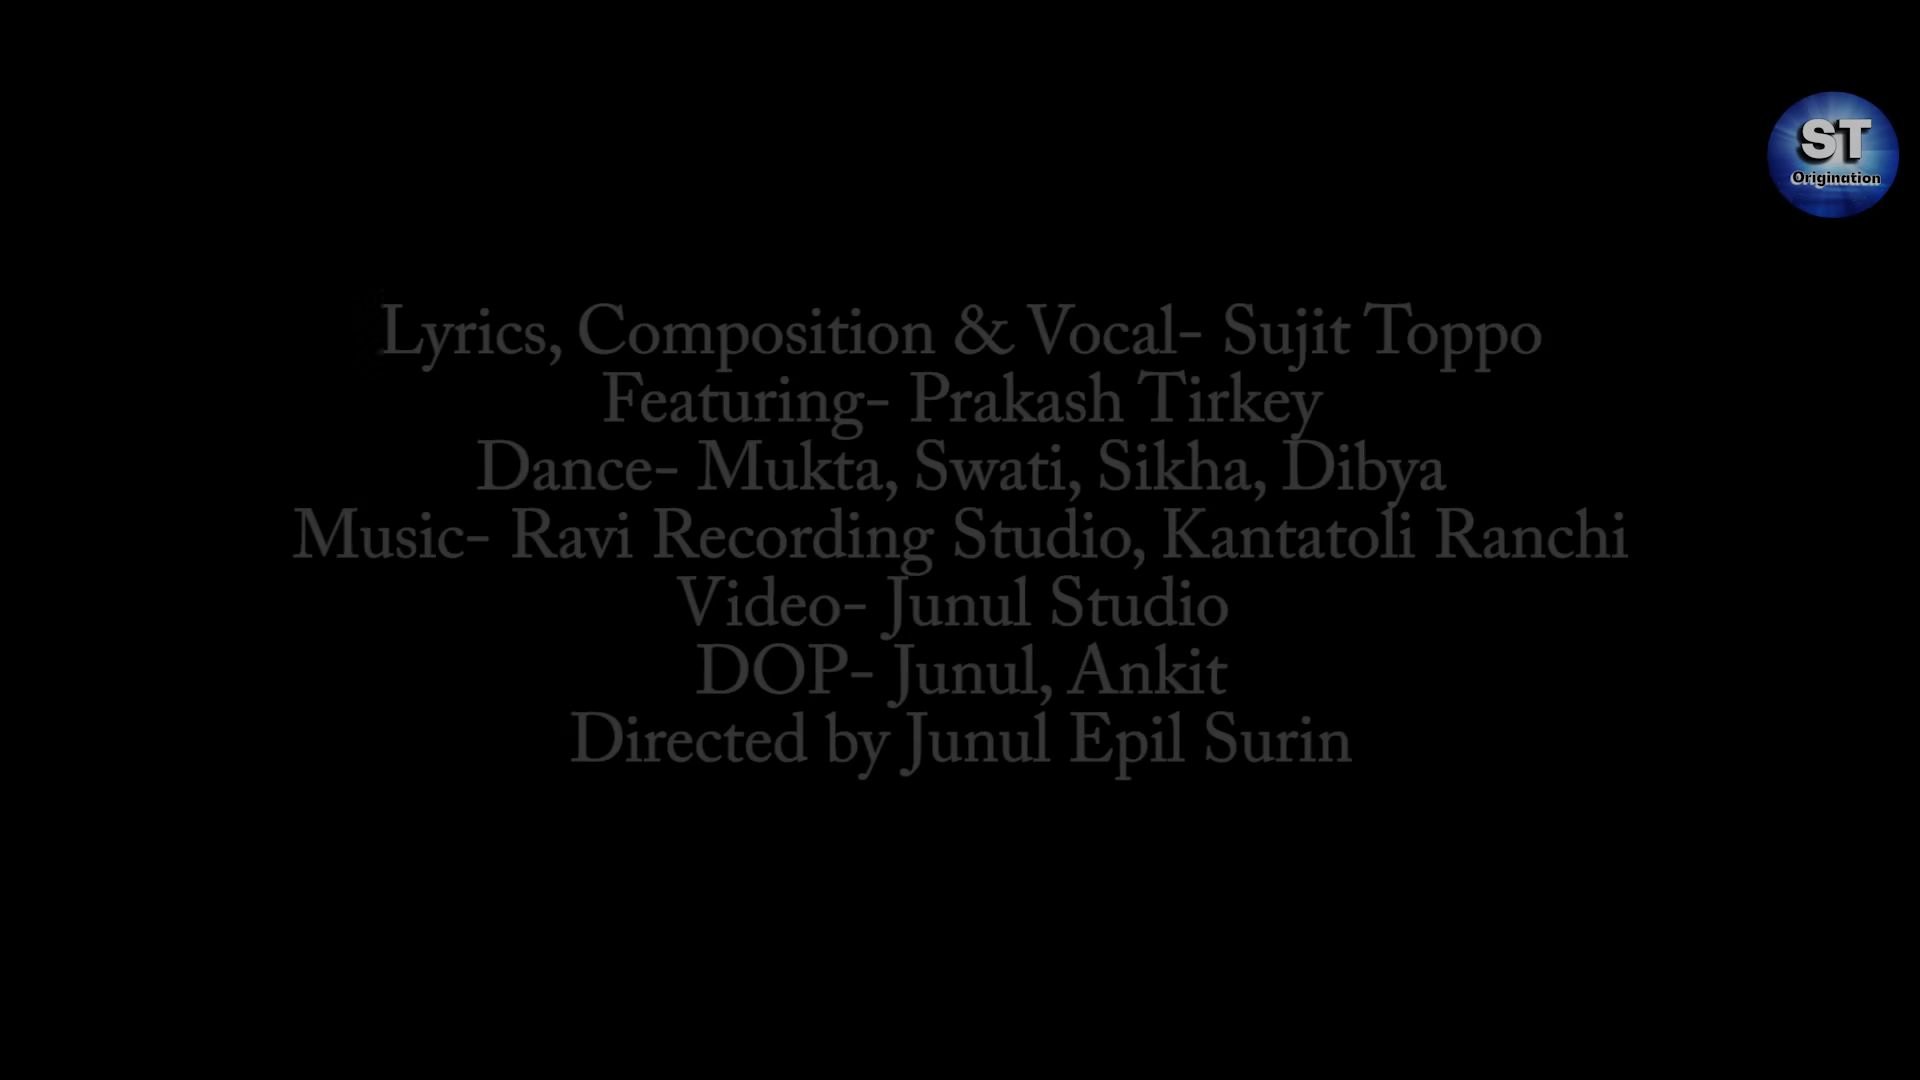 ST
Origination
Lyrics, Composition & Vocal- Sujit Toppo
Featuring- Prakash Tirkey
Dance- Mukta, Swati, Sikha, Dibya
Music- Ravi Recording Studio, Kantatoli Ranchi
Video- Junul Studio
DOP- Junul, Ankit
Directed by Junul Epil Surin